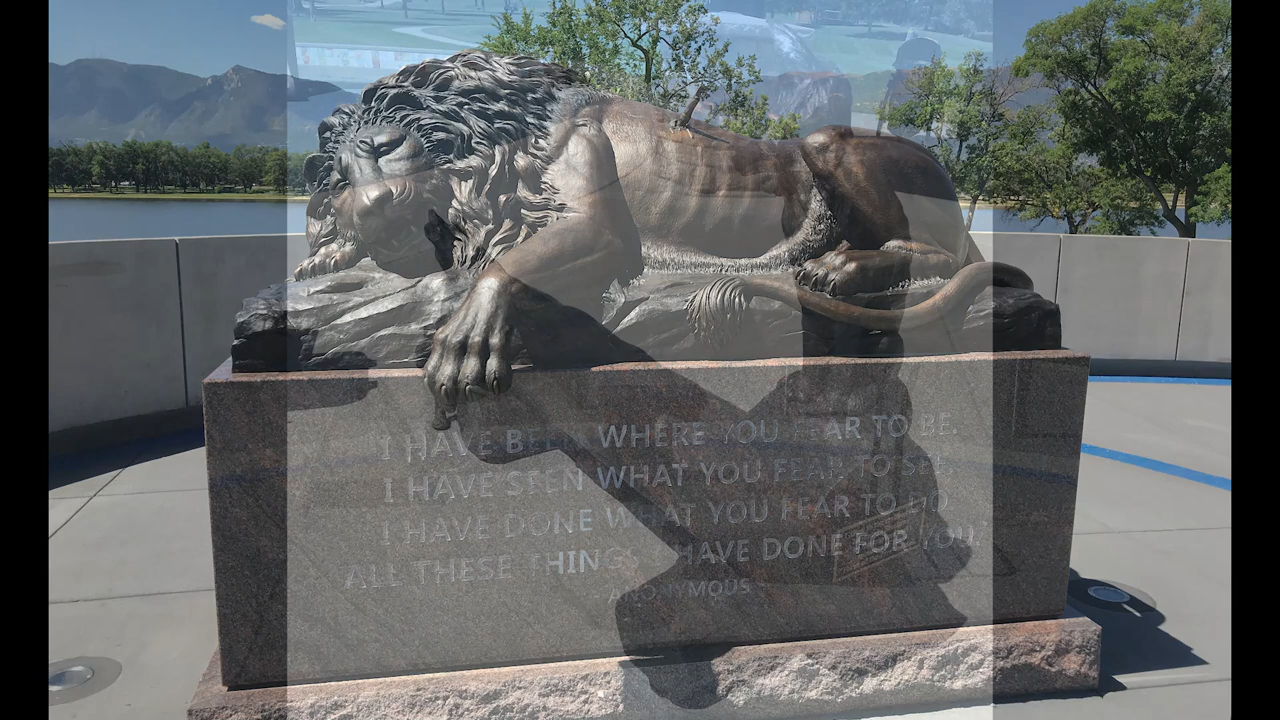 I HAVE BEEN WHERE YOU FEAR TO BE.
I HAVE SEEN WHAT YOU FEAR TO SEE
I HAVE DONE WHAT YOU FEAR TO DO
ALL THESE THINGS I HAVE DONE FOR YOU.
ANONYMOUS